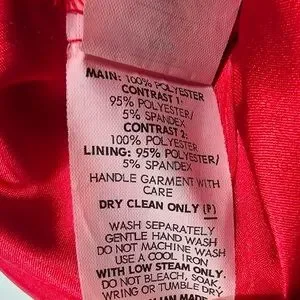 MAIN: 100% POLYESTER
CONTRAST 1:
95% POLYESTER/
5% SPANDEX
CONTRAST 2:
100% POLYESTER
LINING: 95% POLYESTER/
5% SPANDEX
HANDLE GARMENT WITH
CARE
DRY CLEAN ONLY (P)
WASH SEPARATELY
GENTLE HAND WASH
DO NOT MACHINE WASH
USE A COOL IRON
WITH LOW STEAM ONLY.
DO NOT BLEACH, SOAK,
WRING OR TUMBLE DRY
MADE